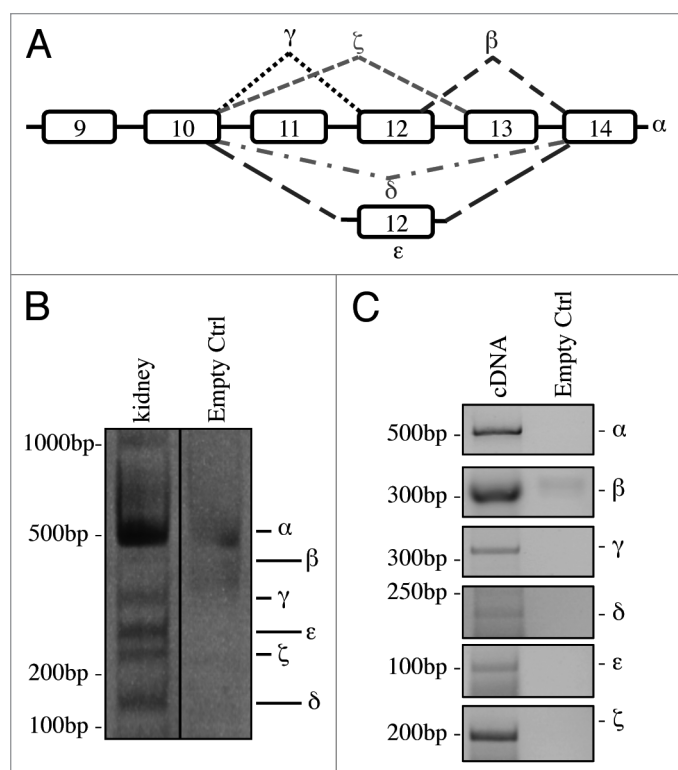 A
γ ζ β
9 10 11 12 13 14 α
δ
12
ε
B
kidney
Empty Ctrl
1000bp-
500bp-
200bp -
100bp -
α
β
γ
ε
ζ
δ
C
cDNA
Empty Ctrl
500bp - - α
300bp - - β
300bp - - γ
250bp - - δ
100bp - - ε
200bp - - ζ